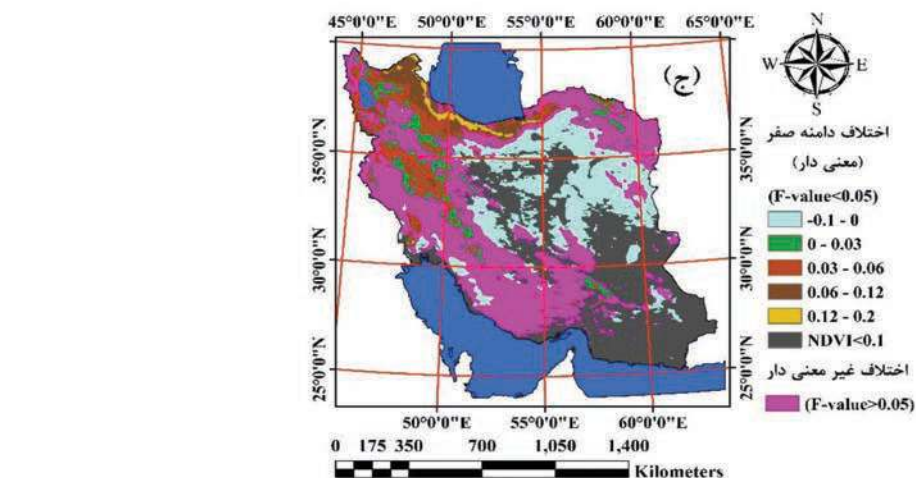 45°0'0"E 50°0'0"E 55°0'0"E 60°0'0"E 65°0'0"E
N
W E
S
(ج)
35°0'0"N 30°0'0"N 25°0'0"N
35°0'0"N 30°0'0"N 25°0'0"N
50°0'0"E 55°0'0"E 60°0'0"E
اختلاف دامنه صفر
(معنی دار)
(F-value<0.05)
-0.1 - 0
0 - 0.03
0.03 - 0.06
0.06 - 0.12
0.12 - 0.2
NDVI<0.1
اختلاف غیر معنی دار
(F-value>0.05)
0 175 350 700 1,050 1,400
Kilometers